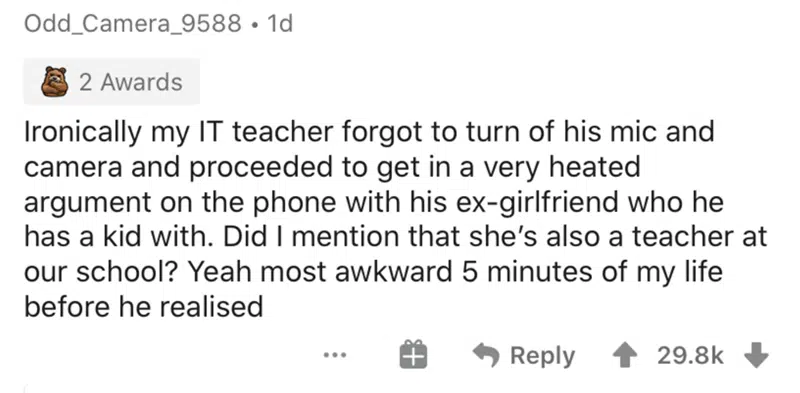 Odd_Camera_9588 • 1d
2 Awards
Ironically my IT teacher forgot to turn of his mic and
camera and proceeded to get in a very heated
argument on the phone with his ex-girlfriend who he
has a kid with. Did I mention that she's also a teacher at
our school? Yeah most awkward 5 minutes of my life
before he realised
... Reply 29.8k